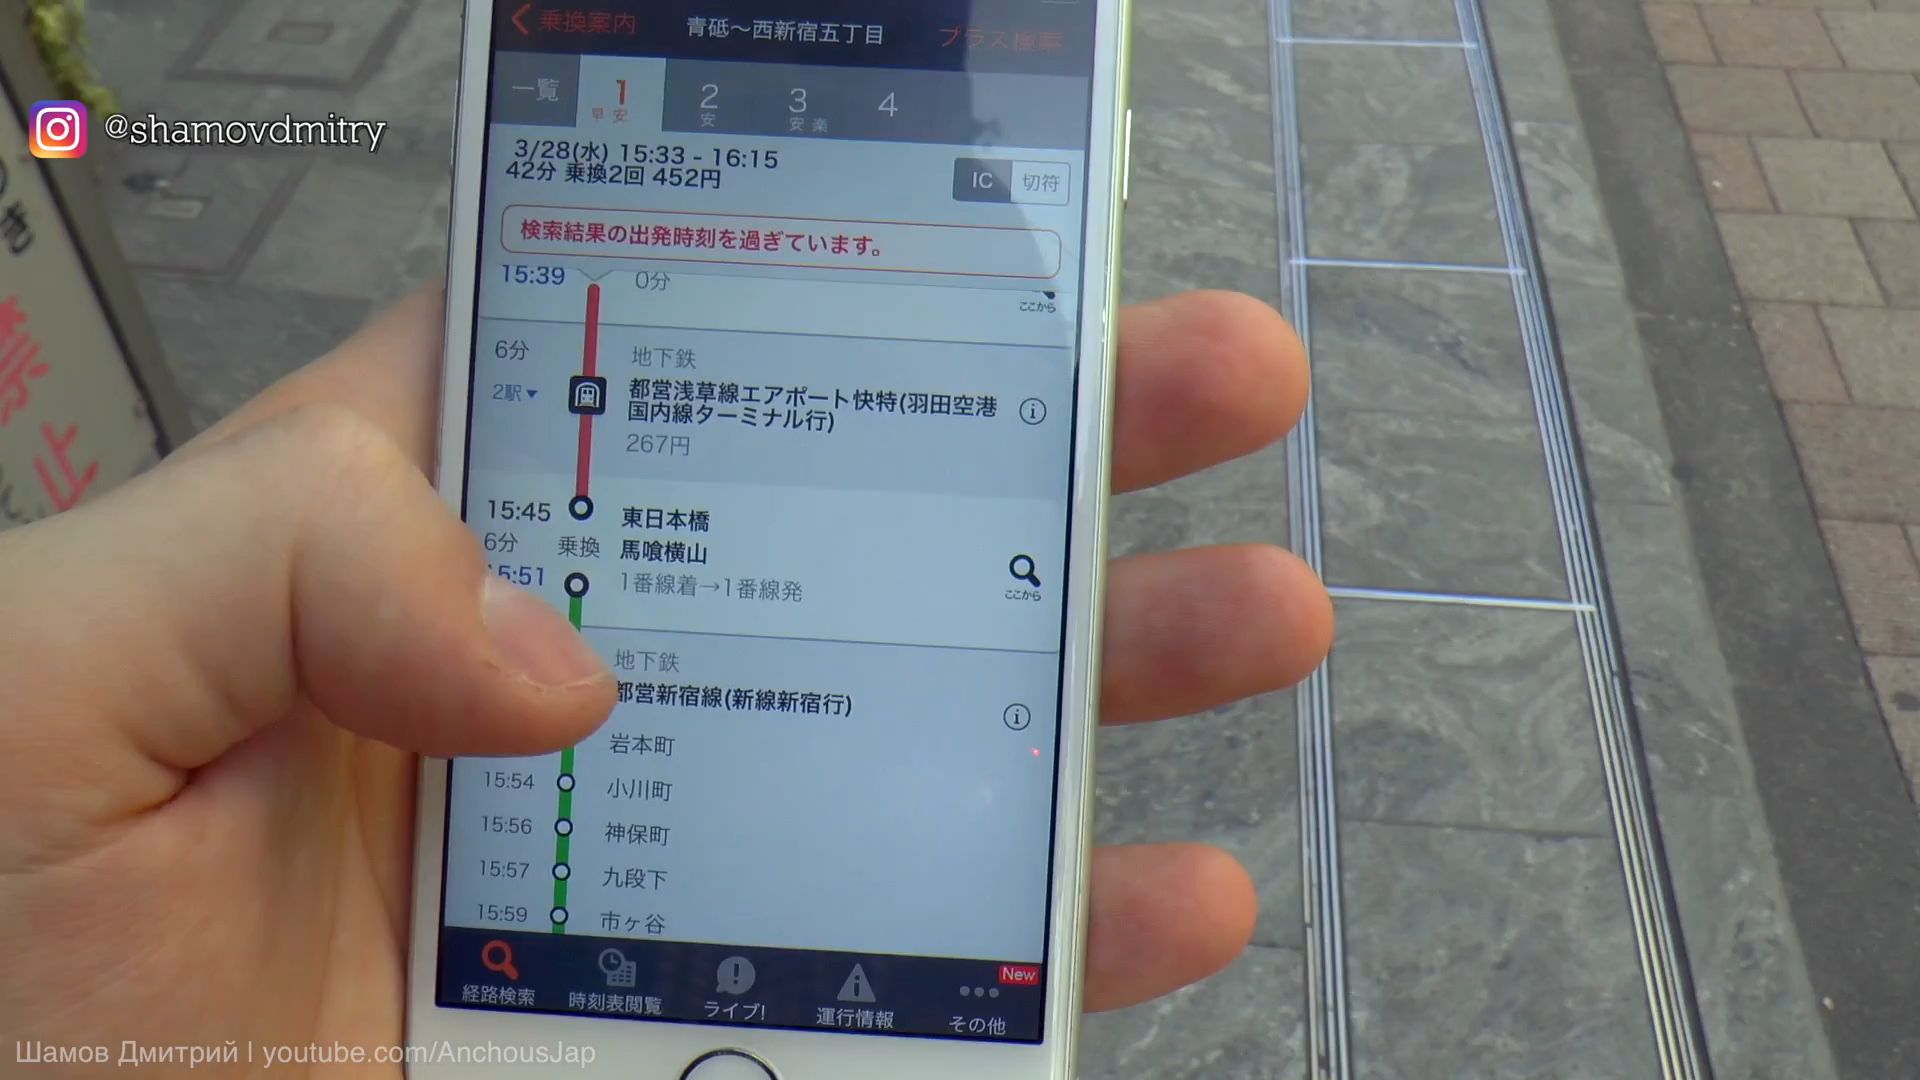 乗換案内
青砥〜西新宿五丁目
プラス検索
一覧
1
早 安
2
安
3
安 楽
4
@shamovdmitry
3/28(水) 15:33 - 16:15
42分 乗換2回 452円
IC
切符
検索結果の出発時刻を過ぎています。
15:39
0分
ここから
6分
地下鉄
2駅▼
都営浅草線エアポート快特(羽田空港
国内線ターミナル行)
267円
15:45
東日本橋
6分
乗換
馬喰横山
15:51
1番線着→1番線発
ここから
地下鉄
都営新宿線(新線新宿行)
岩本町
15:54
小川町
15:56
神保町
15:57
九段下
15:59
市ヶ谷
経路検索
時刻表閲覧
ライブ!
運行情報
New
その他
禁
止
Шамов Дмитрий | youtube.com/AnchousJap